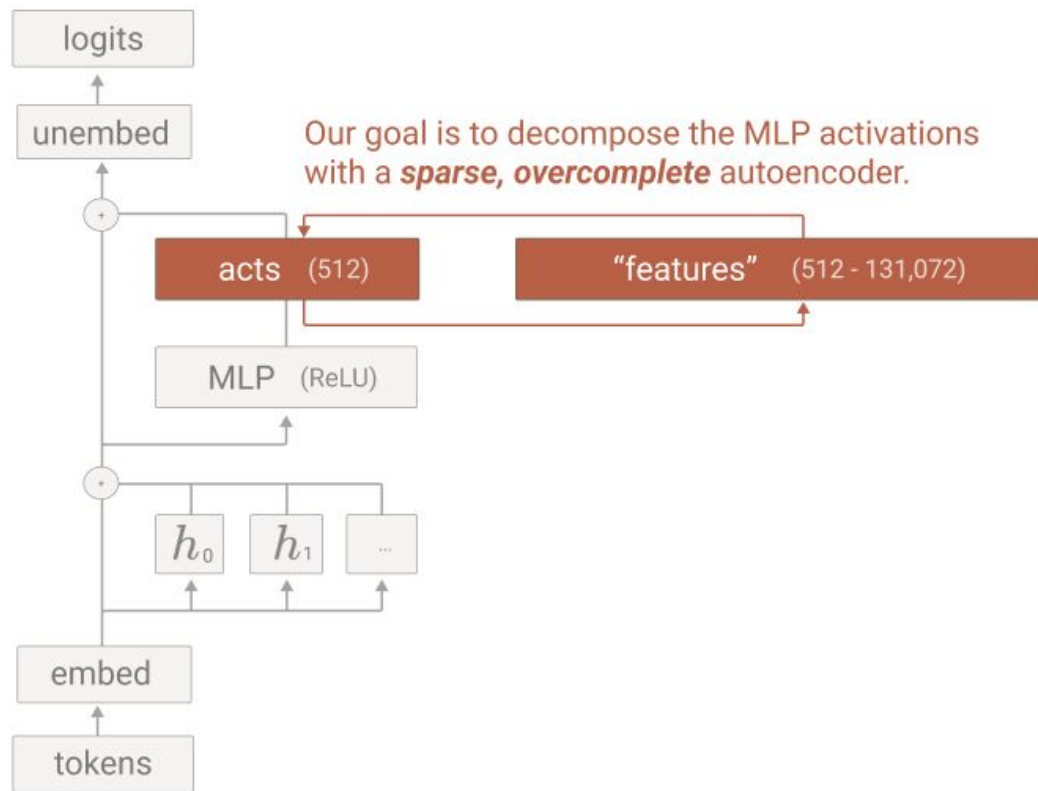 logits
unembed
Our goal is to decompose the MLP activations
with a sparse, overcomplete autoencoder.
+
acts (512)
“features” (512 - 131,072)
MLP (ReLU)
+
h₀
h₁
...
embed
tokens